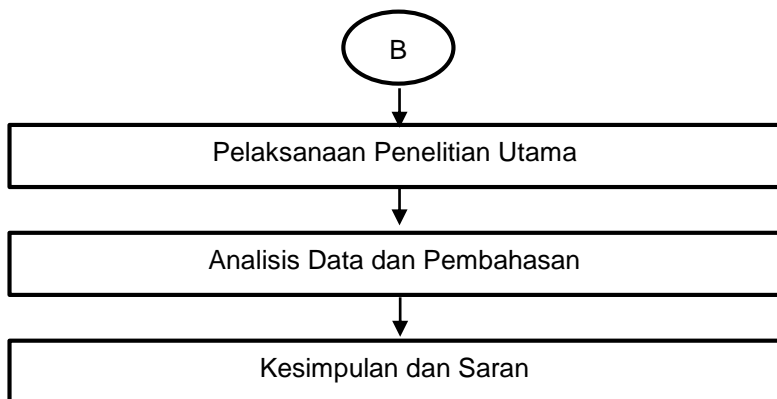 B
Pelaksanaan Penelitian Utama
Analisis Data dan Pembahasan
Kesimpulan dan Saran